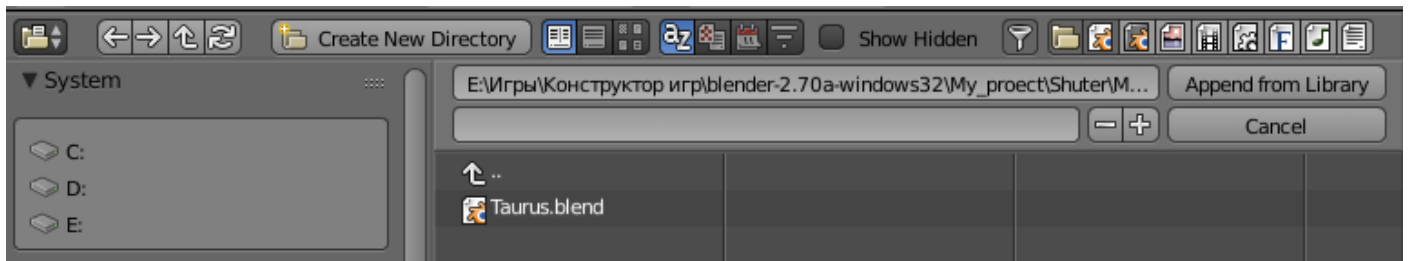 Create New Directory
Show Hidden
F
System
E:\Игры\Конструктор игр\blender-2.70a-windows32\My_proect\Shuter\M...
Append from Library
Cancel
C:
D:
E:
..
Taurus.blend